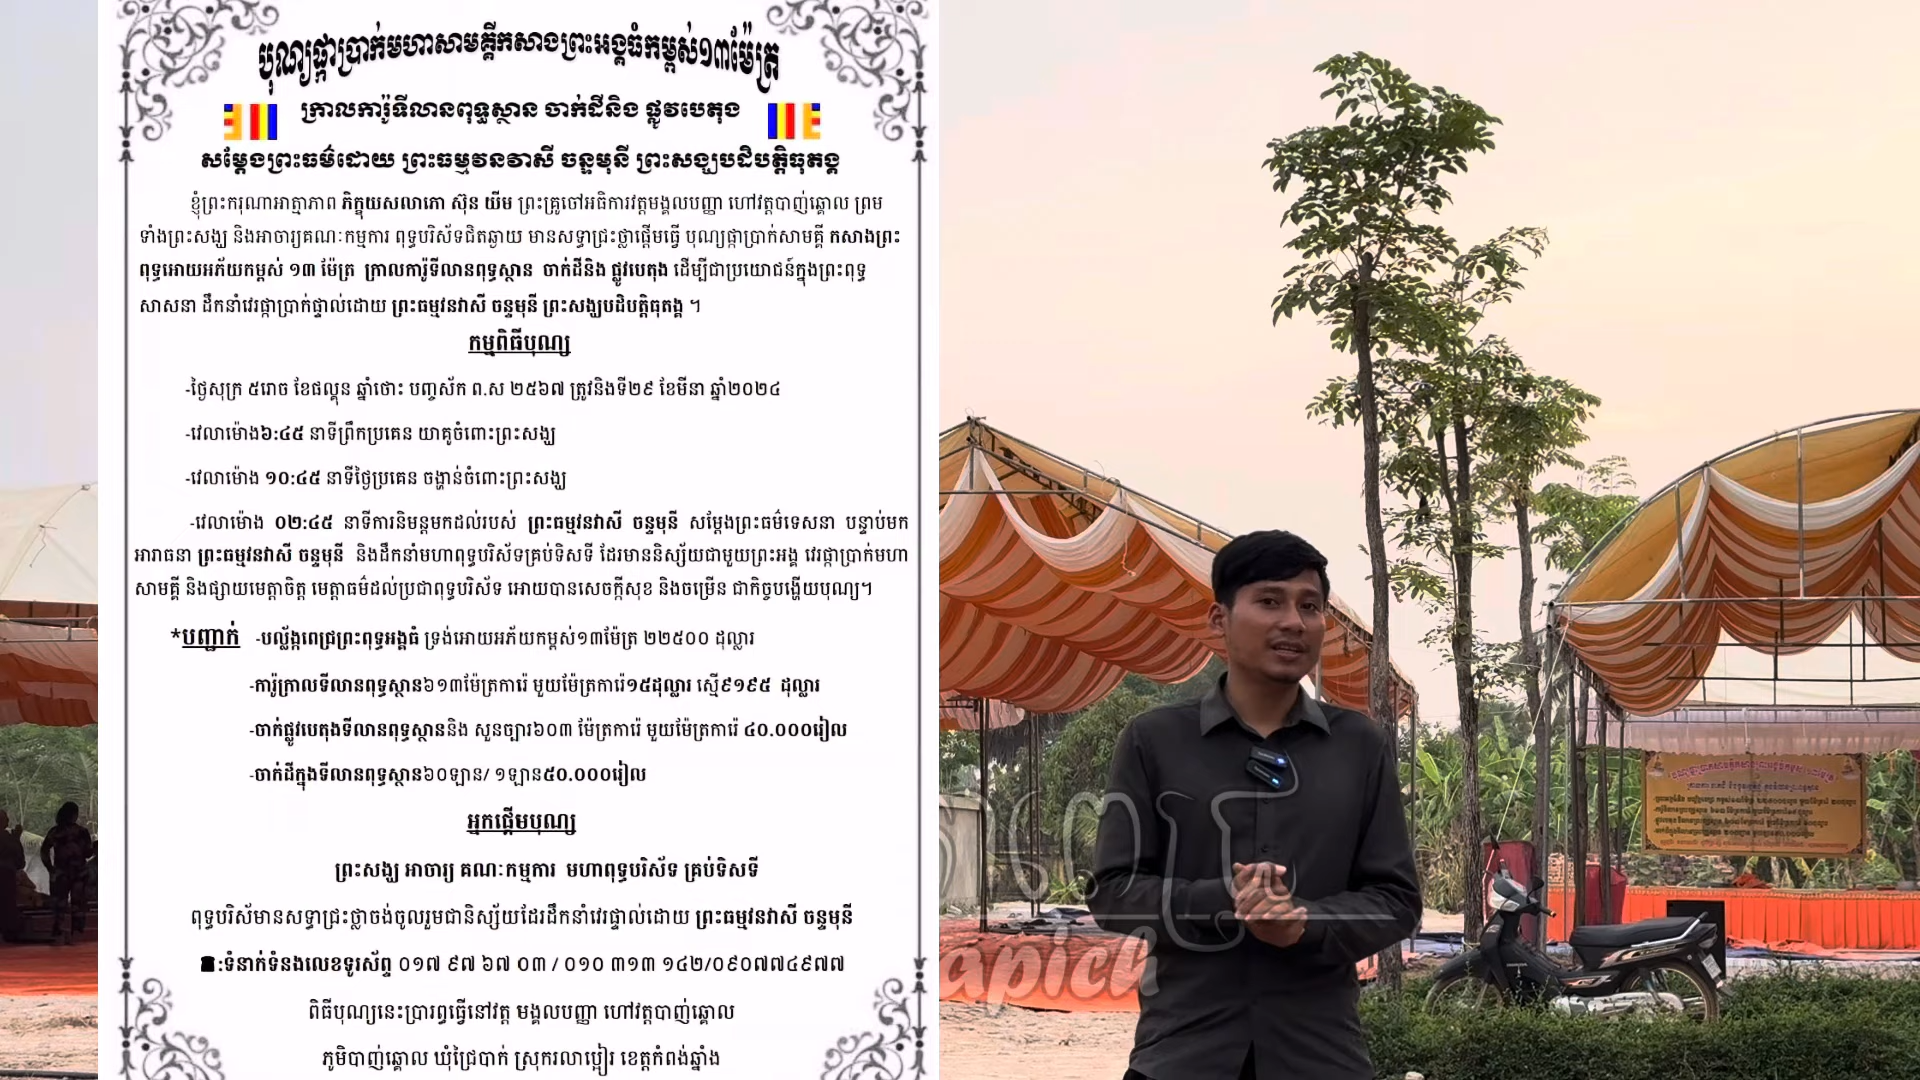 បុណ្យផ្កាប្រាក់មហាសាមគ្គីកសាងព្រះអង្គធំកម្ពស់១៣ម៉ែត្រ
ក្រាលការ៉ូទីលានពុទ្ធស្ថាន ចាក់ដីនិង ផ្លូវបេតុង
សម្តែងព្រះធម៌ដោយ ព្រះធម្មវនវាសី ចន្ទមុនី ព្រះសង្ឃបដិបត្តិធុតង្គ
ខ្ញុំព្រះករុណាអាត្មាភាព ភិក្ខុយសលាភោ ស៊ុន ឃីម ព្រះគ្រូចៅអធិការវត្តមង្គលបញ្ញា ហៅវត្តបាញ់ឆ្គោល ព្រម
ទាំងព្រះសង្ឃ និងអាចារ្យគណៈកម្មការ ពុទ្ធបរិស័ទជិតឆ្ងាយ មានសទ្ធាជ្រះថ្លាផ្តើមធ្វើ បុណ្យផ្កាប្រាក់សាមគ្គី កសាងព្រះ
ពុទ្ធអោយអភ័យកម្ពស់ ១៣ ម៉ែត្រ ក្រាលការ៉ូទីលានពុទ្ធស្ថាន ចាក់ដីនិង ផ្លូវបេតុង ដើម្បីជាប្រយោជន៍ក្នុងព្រះពុទ្ធ
សាសនា ដឹកនាំវេរផ្កាប្រាក់ផ្ទាល់ដោយ ព្រះធម្មវនវាសី ចន្ទមុនី ព្រះសង្ឃបដិបត្តិធុតង្គ ។
កម្មពិធីបុណ្យ
-ថ្ងៃសុក្រ ៥រោច ខែផល្គុន ឆ្នាំថោះ បញ្ចស័ក ព.ស ២៥៦៧ ត្រូវនិងទី២៩ ខែមីនា ឆ្នាំ២០២៤
-វេលាម៉ោង៦:៤៥ នាទីព្រឹកប្រគេន យាគូចំពោះព្រះសង្ឃ
-វេលាម៉ោង ១០:៤៥ នាទីថ្ងៃប្រគេន ចង្ហាន់ចំពោះព្រះសង្ឃ
-វេលាម៉ោង ០២:៤៥ នាទីការនិមន្តមកដល់របស់ ព្រះធម្មវនវាសី ចន្ទមុនី សម្តែងព្រះធម៌ទេសនា បន្ទាប់មក
អារាធនា ព្រះធម្មវនវាសី ចន្ទមុនី និងដឹកនាំមហាពុទ្ធបរិស័ទគ្រប់ទិសទី ដែរមាននិស្ស័យជាមួយព្រះអង្គ វេរផ្កាប្រាក់មហា
សាមគ្គី និងផ្សាយមេត្តាចិត្ត មេត្តាធម៌ដល់ប្រជាពុទ្ធបរិស័ទ អោយបានសេចក្តីសុខ និងចម្រើន ជាកិច្ចបង្ហើយបុណ្យ។
*បញ្ជាក់ -បល្ល័ង្កពេជ្រព្រះពុទ្ធអង្គធំ ទ្រង់អោយអភ័យកម្ពស់១៣ម៉ែត្រ ២២៥០០ ដុល្លារ
-ការ៉ូក្រាលទីលានពុទ្ធស្ថាន៦១៣ម៉ែត្រការ៉េ មួយម៉ែត្រការ៉េ១៥ដុល្លារ ស្មើ៩១៩៥ ដុល្លារ
-ចាក់ផ្លូវបេតុងទីលានពុទ្ធស្ថាននិង សួនច្បារ៦០៣ ម៉ែត្រការ៉េ មួយម៉ែត្រការ៉េ ៤០.០០០រៀល
-ចាក់ដីក្នុងទីលានពុទ្ធស្ថាន៦០ឡាន/ ១ឡាន៥០.០០០រៀល
អ្នកផ្តើមបុណ្យ
ព្រះសង្ឃ អាចារ្យ គណៈកម្មការ មហាពុទ្ធបរិស័ទ គ្រប់ទិសទី
ពុទ្ធបរិស័មានសទ្ធាជ្រះថ្លាចង់ចូលរួមជានិស្ស័យដែរដឹកនាំវេរផ្ទាល់ដោយ ព្រះធម្មវនវាសី ចន្ទមុនី
☎:ទំនាក់ទំនងលេខទូរស័ព្ទ ០១៧ ៩៧ ៦៧ ០៣ / ០១០ ៣១៣ ១៤២/០៩០៧៧៤៩៧៧
ពិធីបុណ្យនេះប្រារព្ធធ្វើនៅវត្ត មង្គលបញ្ញា ហៅវត្តបាញ់ឆ្គោល
ភូមិបាញ់ឆ្គោល ឃុំជ្រៃបាក់ ស្រុករលាប្អៀរ ខេត្តកំពង់ឆ្នាំង
apich